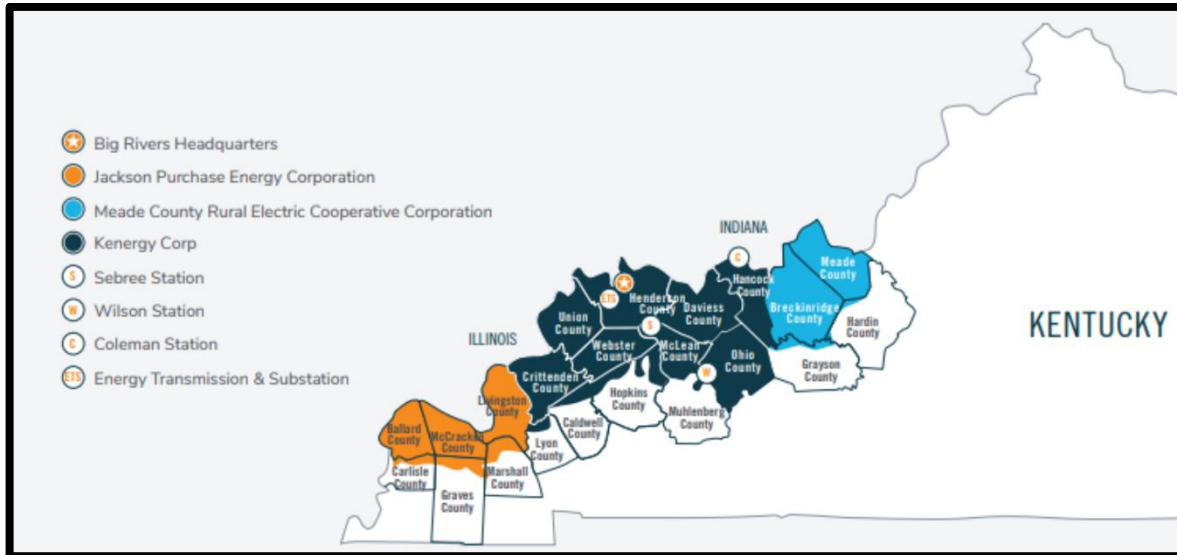 Big Rivers Headquarters
Jackson Purchase Energy Corporation
Meade County Rural Electric Cooperative Corporation
Kenergy Corp
S Sebree Station
W Wilson Station
C Coleman Station
ETS Energy Transmission & Substation
INDIANA
ILLINOIS
KENTUCKY
C
ETS
S
W
Meade
County
Hancock
County
Breckinridge
County
Hardin
County
Henderson
County
Daviess
County
Union
County
Webster
County
McLean
County
Ohio
County
Grayson
County
Crittenden
County
Hopkins
County
Muhlenberg
County
Livingston
County
Caldwell
County
Lyon
County
Ballard
County
McCracken
County
Marshall
County
Carlisle
County
Graves
County